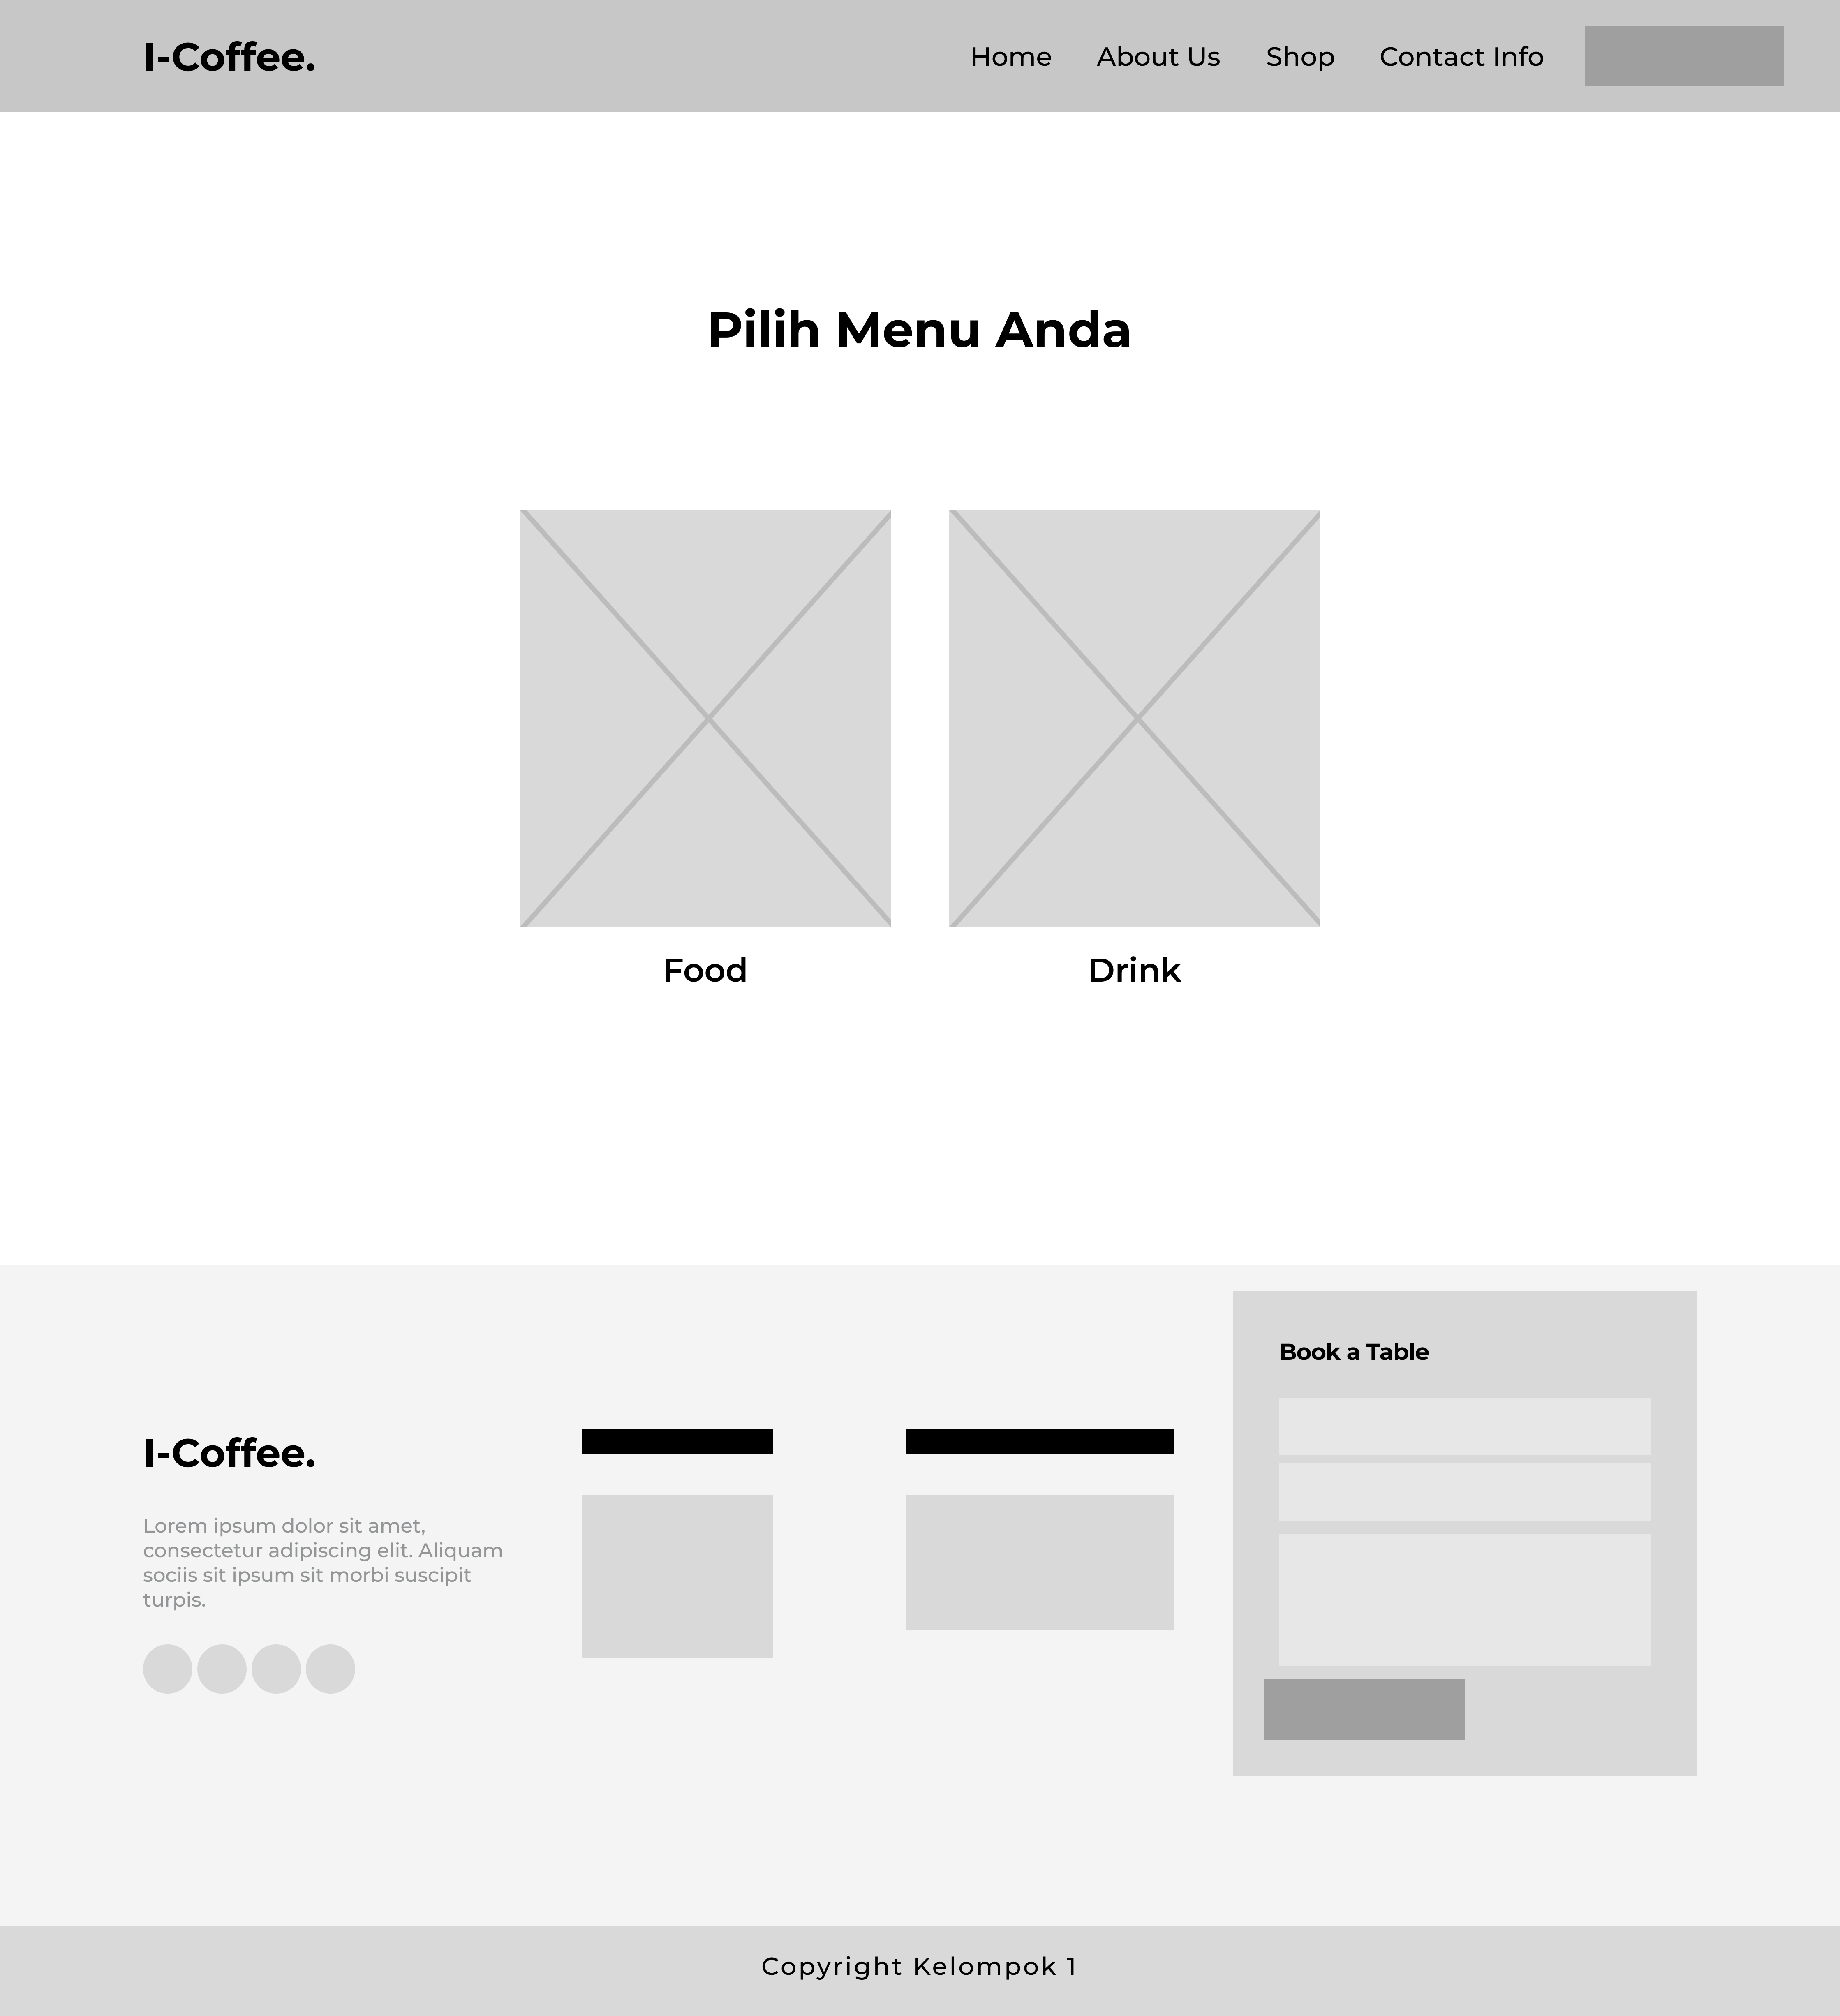 I-Coffee.
Home
About Us
Shop
Contact Info
Pilih Menu Anda
Food
Drink
Book a Table
I-Coffee.
Lorem ipsum dolor sit amet,
consectetur adipiscing elit. Aliquam
sociis sit ipsum sit morbi suscipit
turpis.
Copyright Kelompok 1